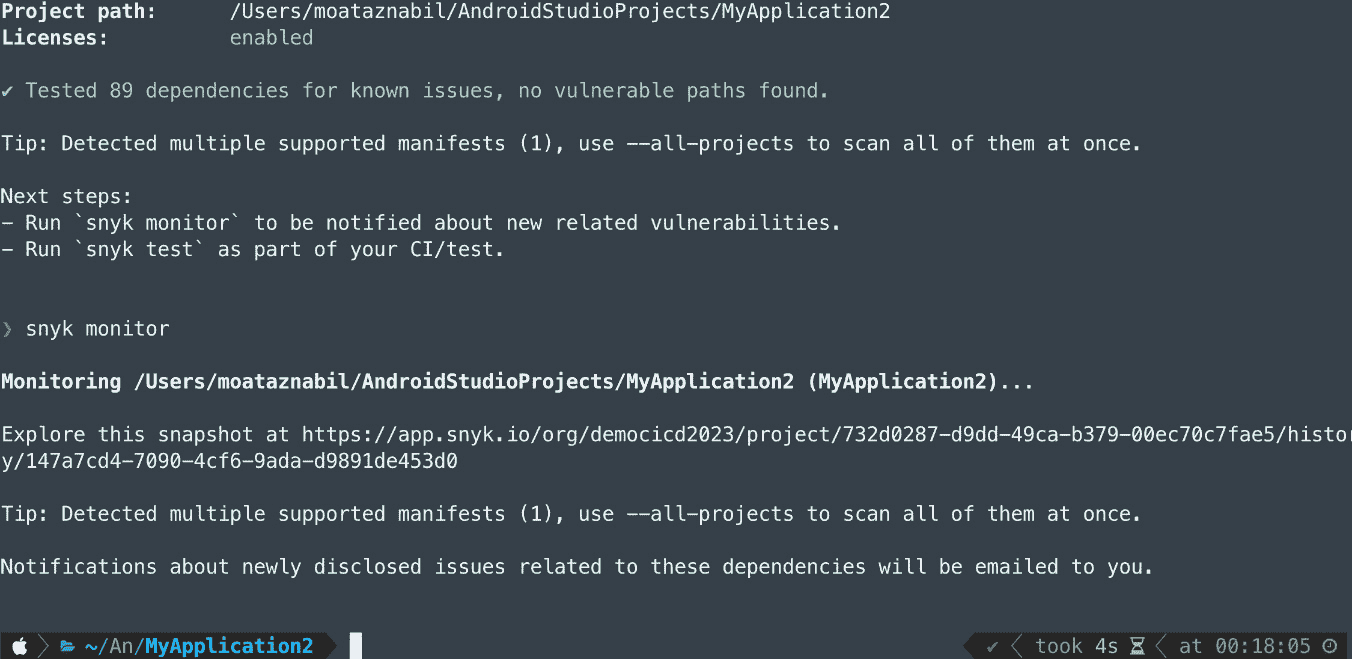 Project path:      /Users/moataznabil/AndroidStudioProjects/MyApplication2
Licenses:          enabled
✔ Tested 89 dependencies for known issues, no vulnerable paths found.
Tip: Detected multiple supported manifests (1), use --all-projects to scan all of them at once.
Next steps:
- Run `snyk monitor` to be notified about new related vulnerabilities.
- Run `snyk test` as part of your CI/test.
❯ snyk monitor
Monitoring /Users/moataznabil/AndroidStudioProjects/MyApplication2 (MyApplication2)...
Explore this snapshot at https://app.snyk.io/org/democicd2023/project/732d0287-d9dd-49ca-b379-00ec70c7fae5/histor
y/147a7cd4-7090-4cf6-9ada-d9891de453d0
Tip: Detected multiple supported manifests (1), use --all-projects to scan all of them at once.
Notifications about newly disclosed issues related to these dependencies will be emailed to you.
~/An/MyApplication2 ✔ took 4s at 00:18:05